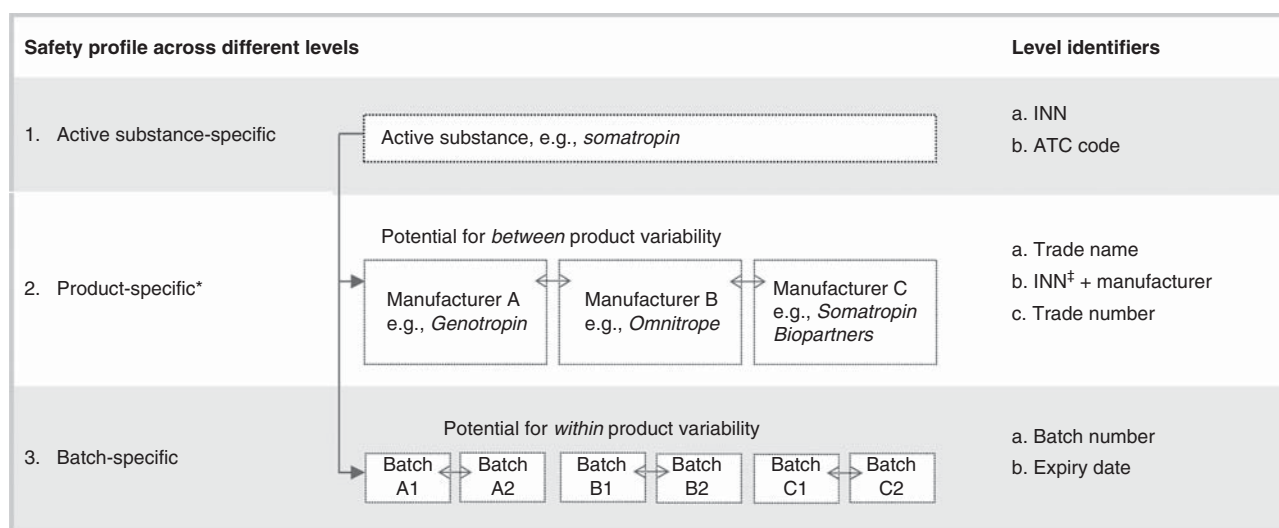 Safety profile across different levels
Level identifiers
1. Active substance-specific
Active substance, e.g., somatropin
a. INN
b. ATC code
2. Product-specific*
Potential for between product variability
Manufacturer A
e.g., Genotropin
Manufacturer B
e.g., Omnitrope
Manufacturer C
e.g., Somatropin
Biopartners
a. Trade name
b. INN‡ + manufacturer
c. Trade number
3. Batch-specific
Potential for within product variability
Batch
A1
Batch
A2
Batch
B1
Batch
B2
Batch
C1
Batch
C2
a. Batch number
b. Expiry date